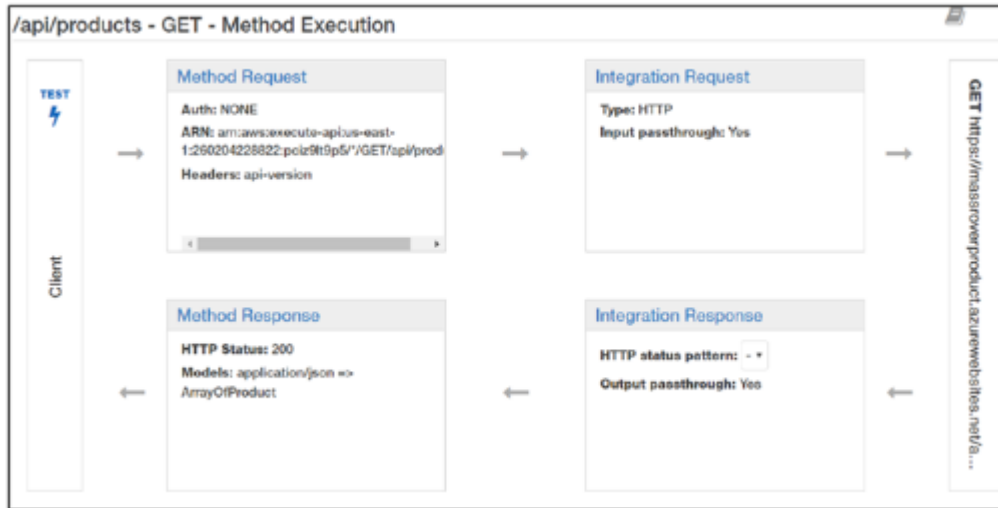 /api/products - GET - Method Execution
TEST
Client
Method Request
Auth: NONE
ARN: arn:aws:execute-api:us-east-
1:260204228822:pciz9lt9p5/*/GET/api/prod
Headers: api-version
Integration Request
Type: HTTP
Input passthrough: Yes
Method Response
HTTP Status: 200
Models: application/json =>
ArrayOfProduct
Integration Response
HTTP status pattern: -
Output passthrough: Yes
GET https://massroverproduct.azurewebsites.net/a...